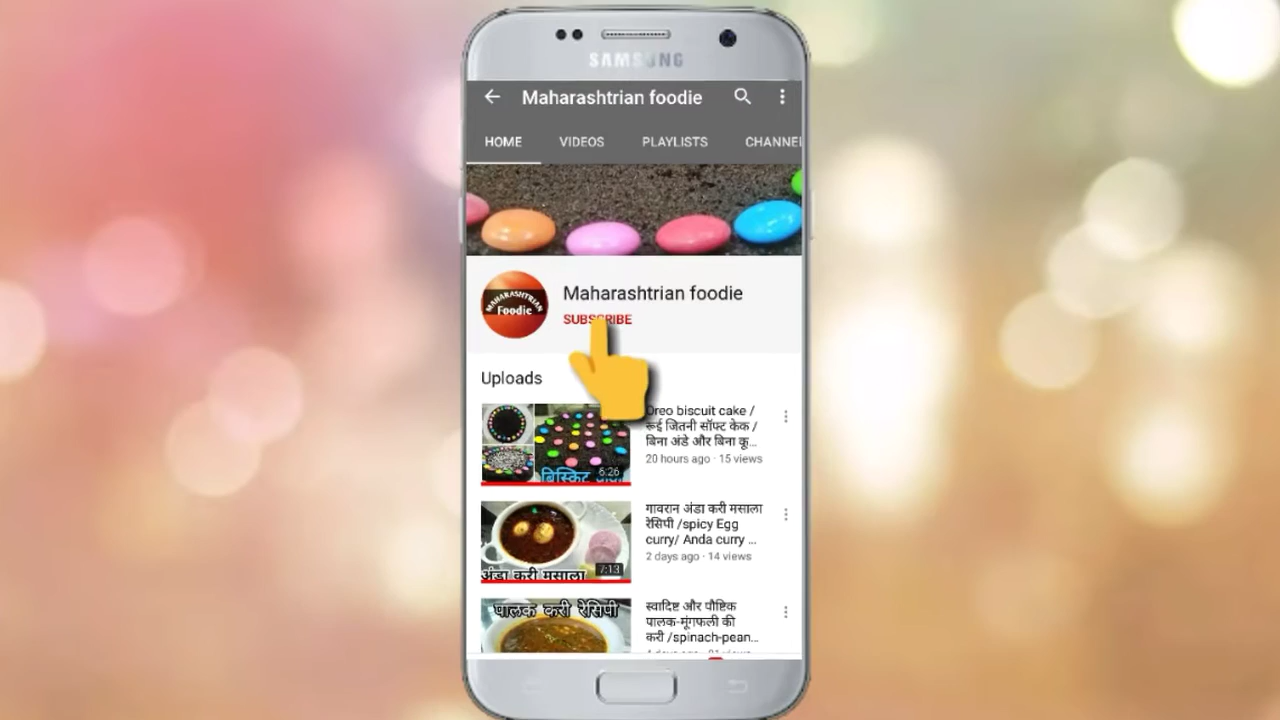 SAMSUNG
Maharashtrian foodie
HOME VIDEOS PLAYLISTS CHANNEL
MAHARASHTRIAN
Foodie
Maharashtrian foodie
SUBSCRIBE
Uploads
Oreo biscuit cake /
रूई जितनी सॉफ्ट केक /
बिना अंडे और बिना कू...
20 hours ago · 15 views
6:26
बिस्किट
गावरान अंडा करी मसाला
रेसिपी /spicy Egg
curry/ Anda curry ...
2 days ago · 14 views
7:13
अंडा करी मसाला
पालक करी रेसिपी
स्वादिष्ट और पौष्टिक
पालक-मूंगफली की
करी /spinach-pean...